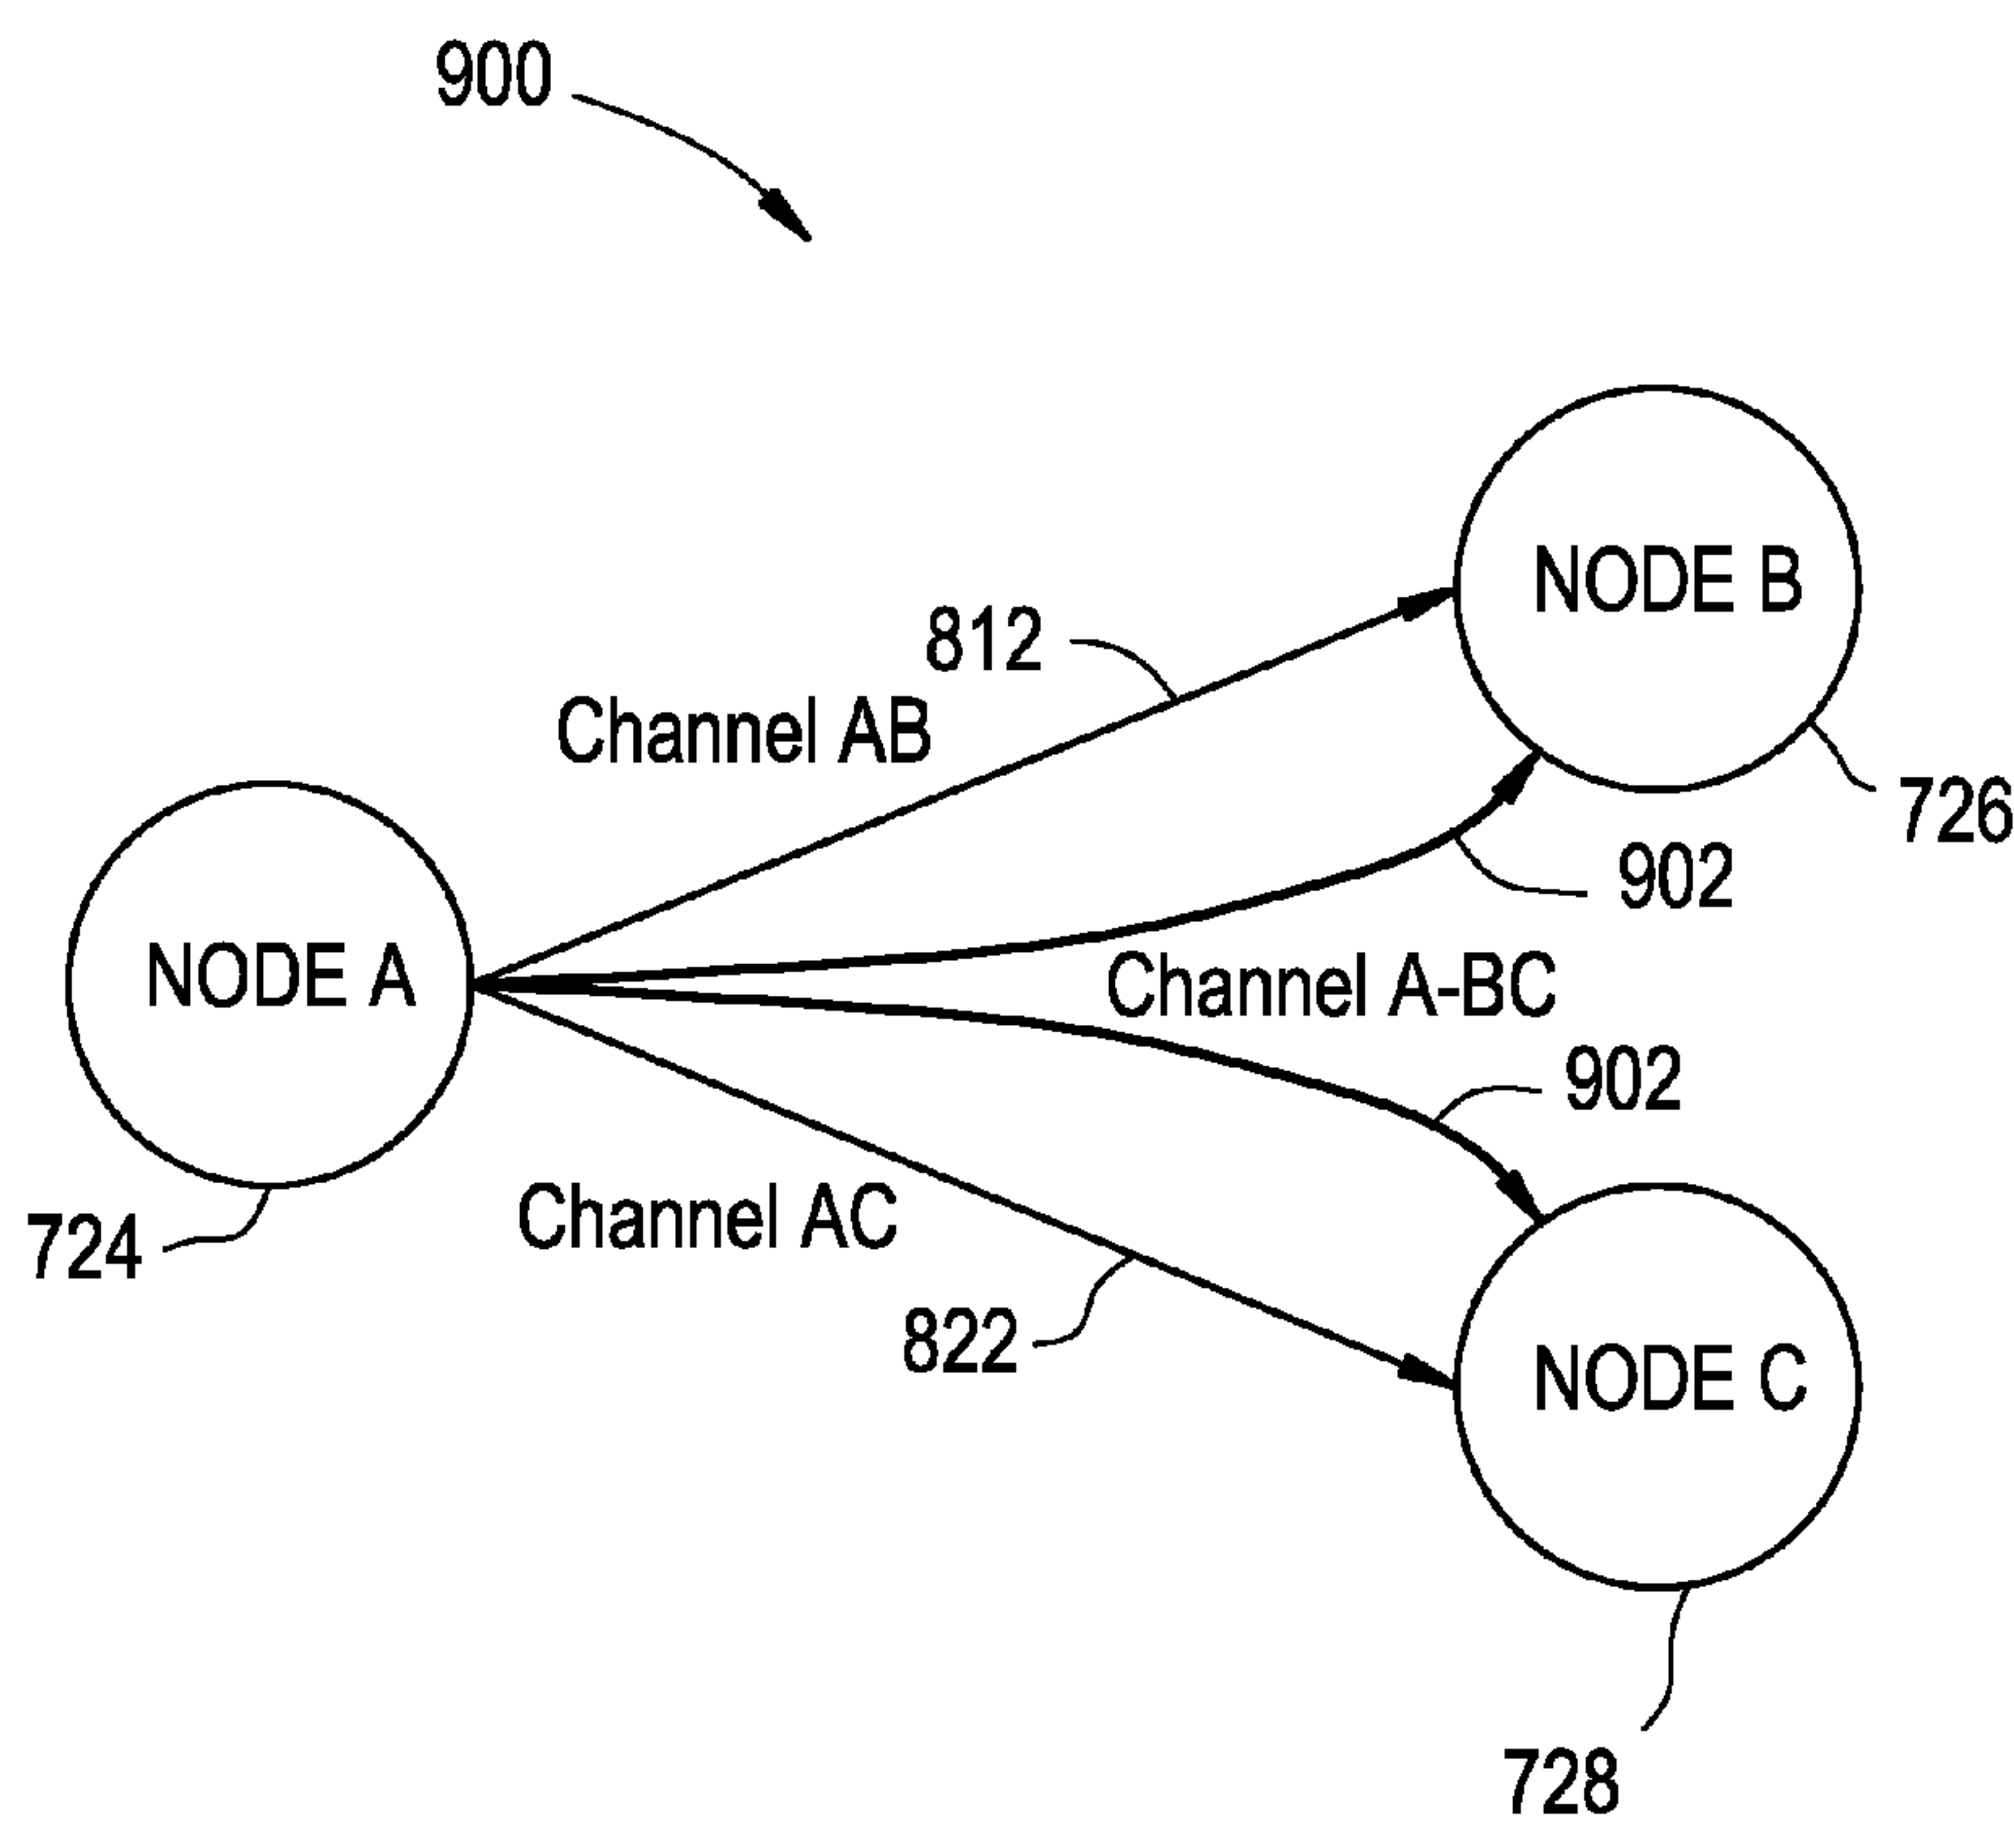 900
NODE B
812
Channel AB
726
902
NODE A
Channel A-BC
902
Channel AC
724
822
NODE C
728